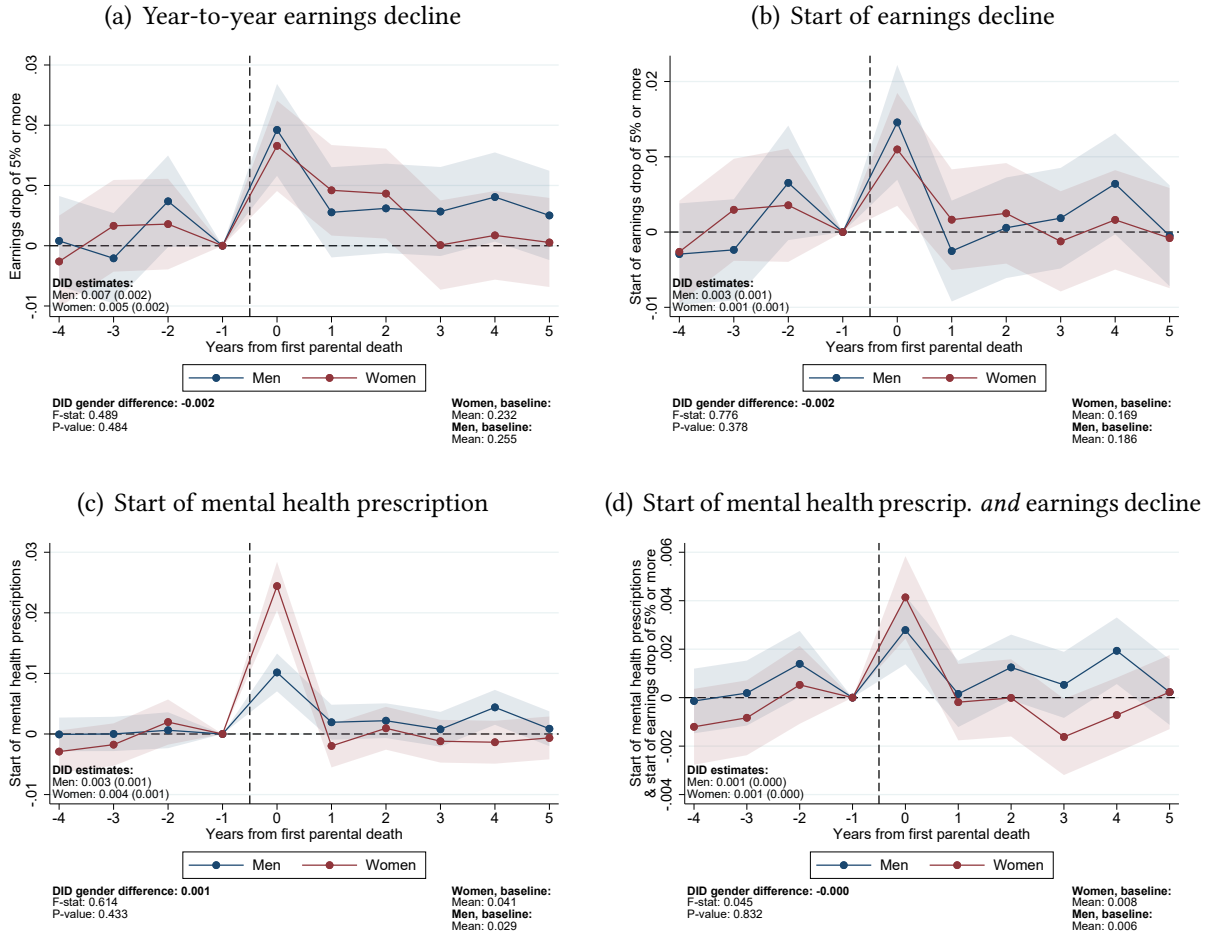 (a) Year-to-year earnings decline
Earnings drop of 5% or more
.03
.02
.01
0
-.01
DID estimates:
Men: 0.007 (0.002)
Women: 0.005 (0.002)
-4 -3 -2 -1 0 1 2 3 4 5
Years from first parental death
Men Women
DID gender difference: -0.002
F-stat: 0.489
P-value: 0.484
Women, baseline:
Mean: 0.232
Men, baseline:
Mean: 0.255
(b) Start of earnings decline
Start of earnings drop of 5% or more
.02
.01
0
-.01
DID estimates:
Men: 0.003 (0.001)
Women: 0.001 (0.001)
-4 -3 -2 -1 0 1 2 3 4 5
Years from first parental death
Men Women
DID gender difference: -0.002
F-stat: 0.776
P-value: 0.378
Women, baseline:
Mean: 0.169
Men, baseline:
Mean: 0.186
(c) Start of mental health prescription
Start of mental health prescriptions
.03
.02
.01
0
-.01
DID estimates:
Men: 0.003 (0.001)
Women: 0.004 (0.001)
-4 -3 -2 -1 0 1 2 3 4 5
Years from first parental death
Men Women
DID gender difference: 0.001
F-stat: 0.614
P-value: 0.433
Women, baseline:
Mean: 0.041
Men, baseline:
Mean: 0.029
(d) Start of mental health prescrip. and earnings decline
Start of mental health prescriptions
& start of earnings drop of 5% or more
.006
.004
.002
0
-.002
-.004
DID estimates:
Men: 0.001 (0.000)
Women: 0.001 (0.000)
-4 -3 -2 -1 0 1 2 3 4 5
Years from first parental death
Men Women
DID gender difference: -0.000
F-stat: 0.045
P-value: 0.832
Women, baseline:
Mean: 0.008
Men, baseline:
Mean: 0.006